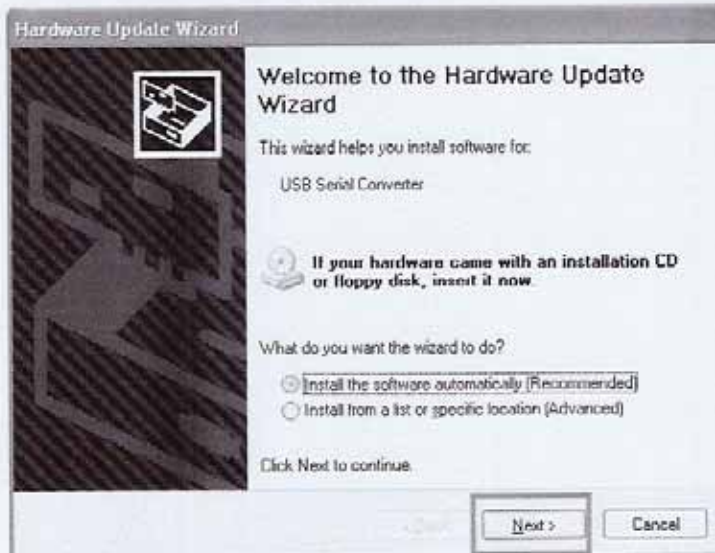 Hardware Update Wizard
Welcome to the Hardware Update
Wizard
This wizard helps you install software for:
USB Serial Converter
If your hardware came with an installation CD
or floppy disk, insert it now.
What do you want the wizard to do?
Install the software automatically (Recommended)
Install from a list or specific location (Advanced)
Click Next to continue.
Next >
Cancel